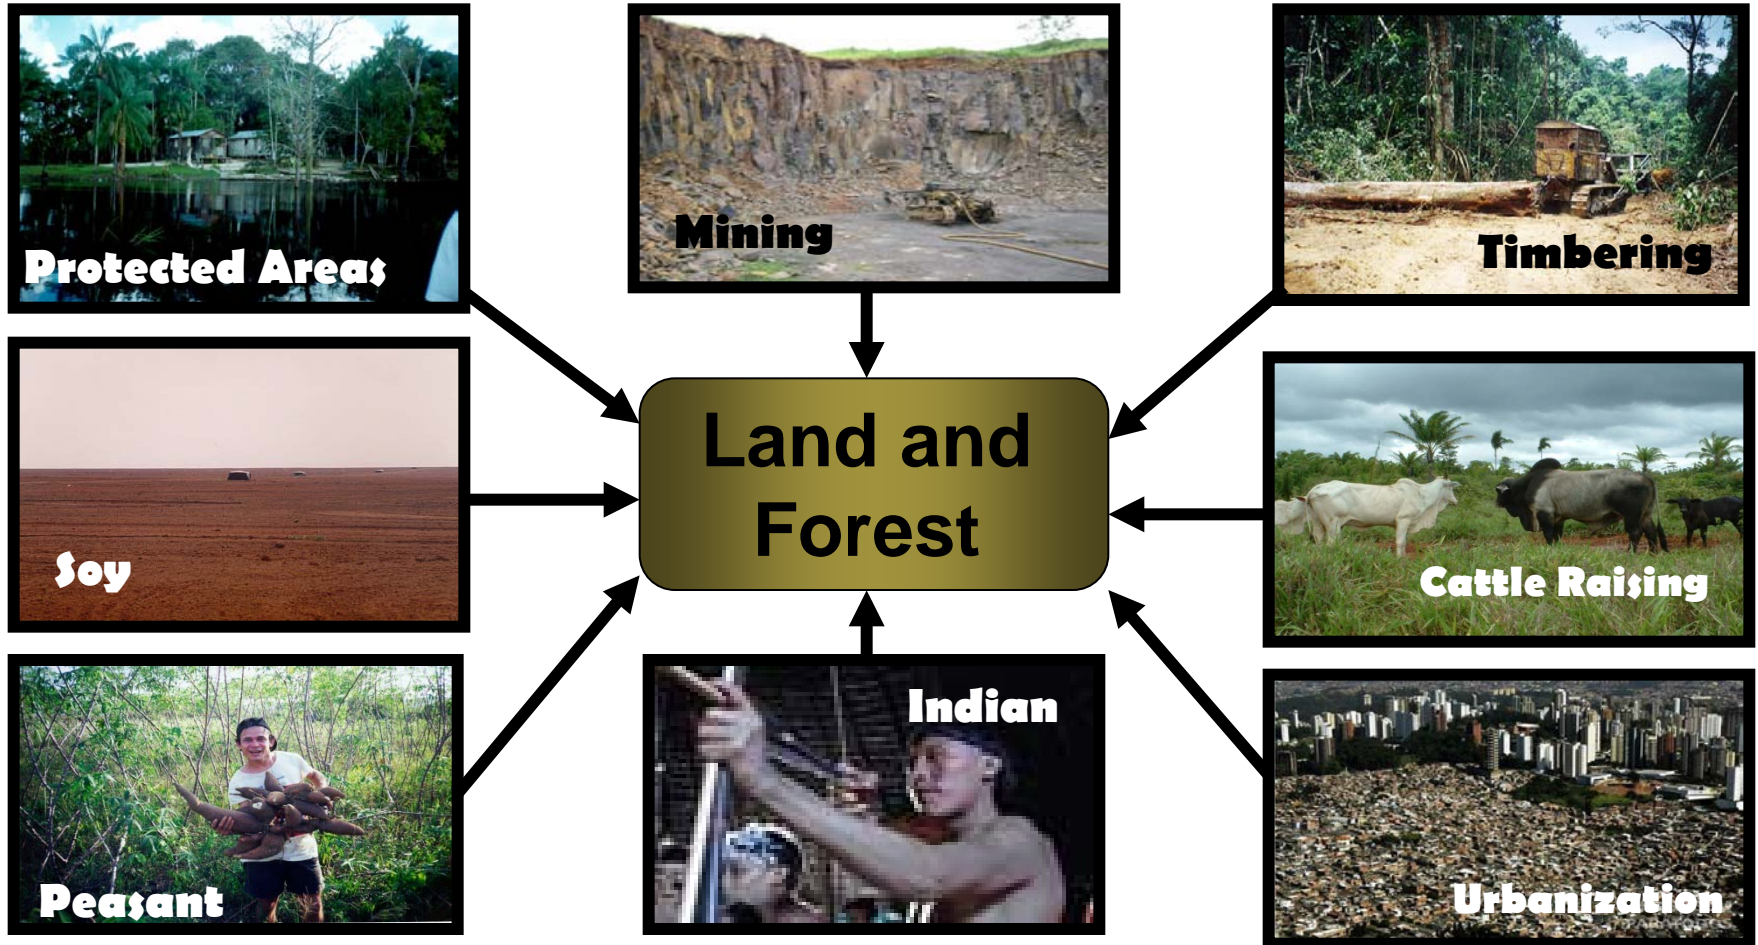 Protected Areas
Mining
Timbering
Land and
Forest
Soy
Cattle Raising
Peasant
Indian
Urbanization